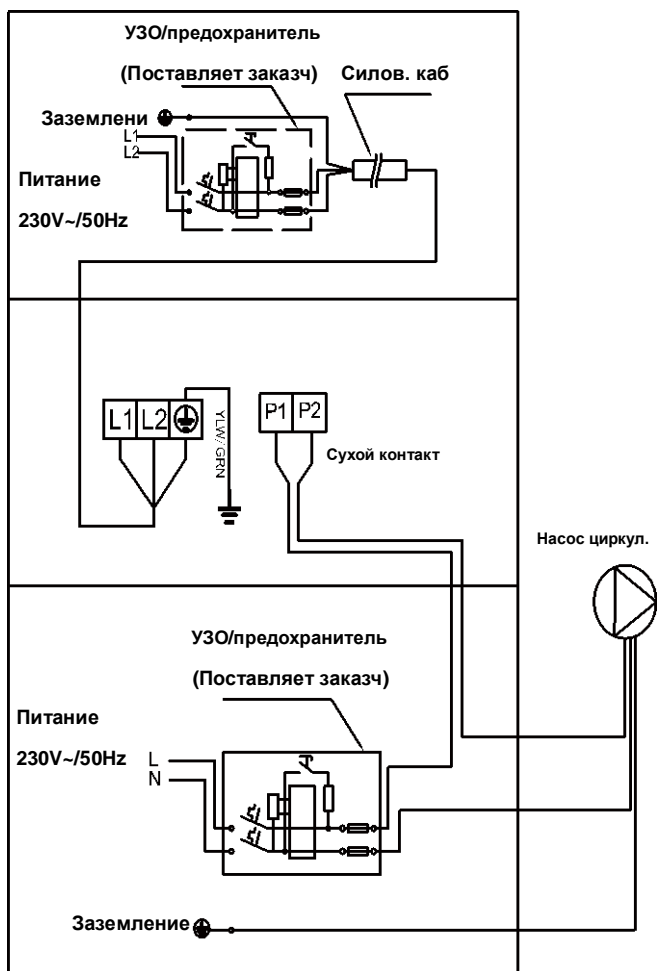 УЗО/предохранитель
(Поставляет заказч) Силов. каб
Заземлени
L1
L2
Питание
230V~/50Hz
L1 L2
YLW/GRN
P1 P2
Сухой контакт
Насос циркул.
УЗО/предохранитель
(Поставляет заказч)
Питание
230V~/50Hz
L
N
Заземление